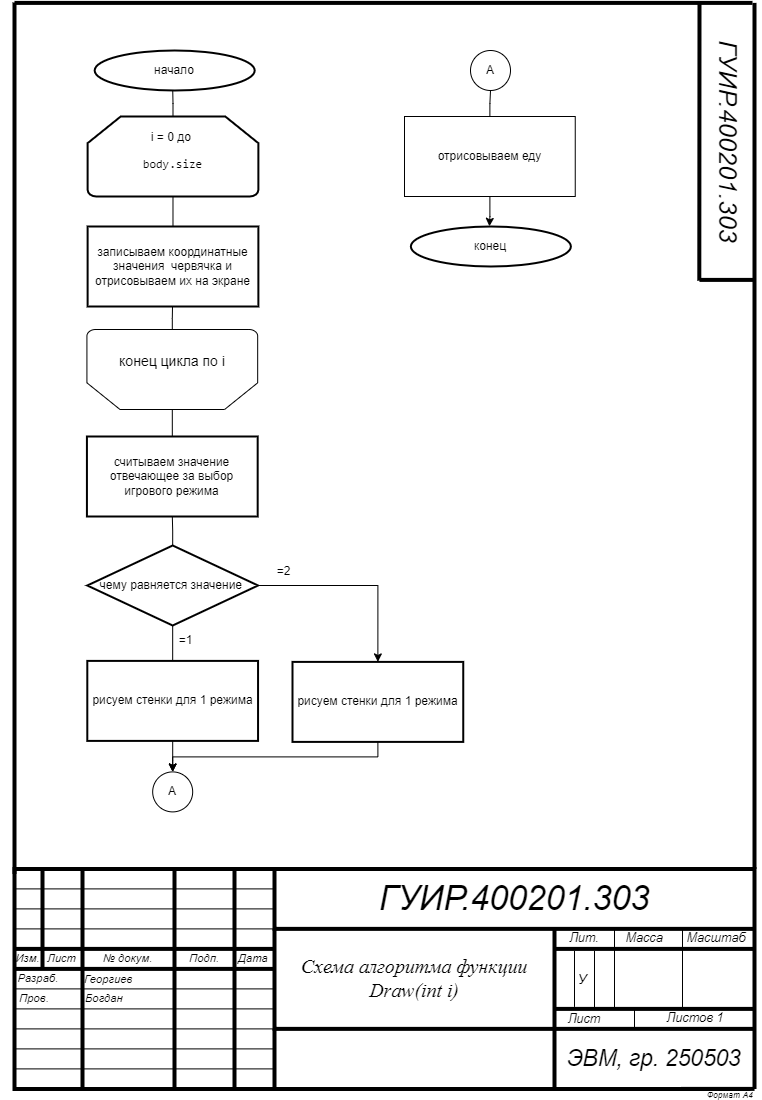 начало
i = 0 до
body.size
записываем координатные
значения червячка и
отрисовываем их на экране
конец цикла по i
считываем значение
отвечающее за выбор
игрового режима
чему равняется значение
=2
=1
рисуем стенки для 1 режима
рисуем стенки для 1 режима
A
A
отрисовываем еду
конец
ГУИР.400201.303
ГУИР.400201.303
Изм. Лист № докум. Подп. Дата
Разраб. Георгиев
Пров. Богдан
Схема алгоритма функции
Draw(int i)
Лит. Масса Масштаб
У
Лист Листов 1
ЭВМ, гр. 250503
Формат А4